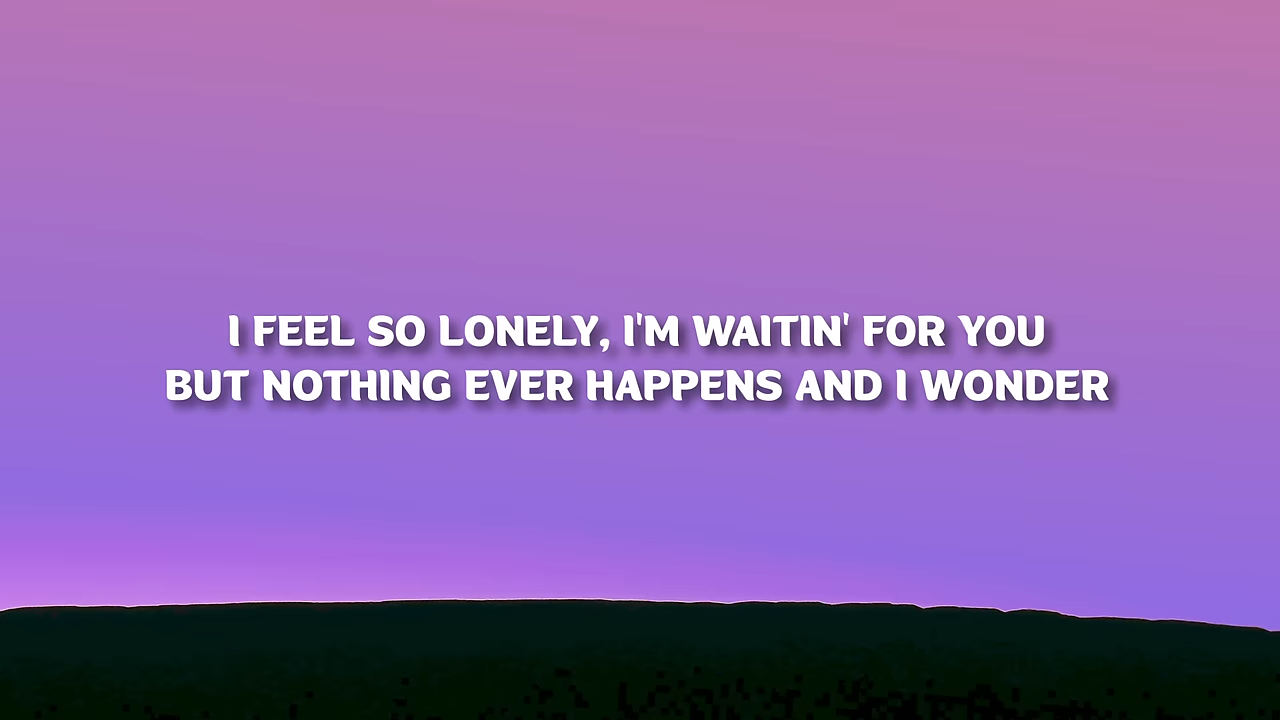 I FEEL SO LONELY, I'M WAITIN' FOR YOU
BUT NOTHING EVER HAPPENS AND I WONDER